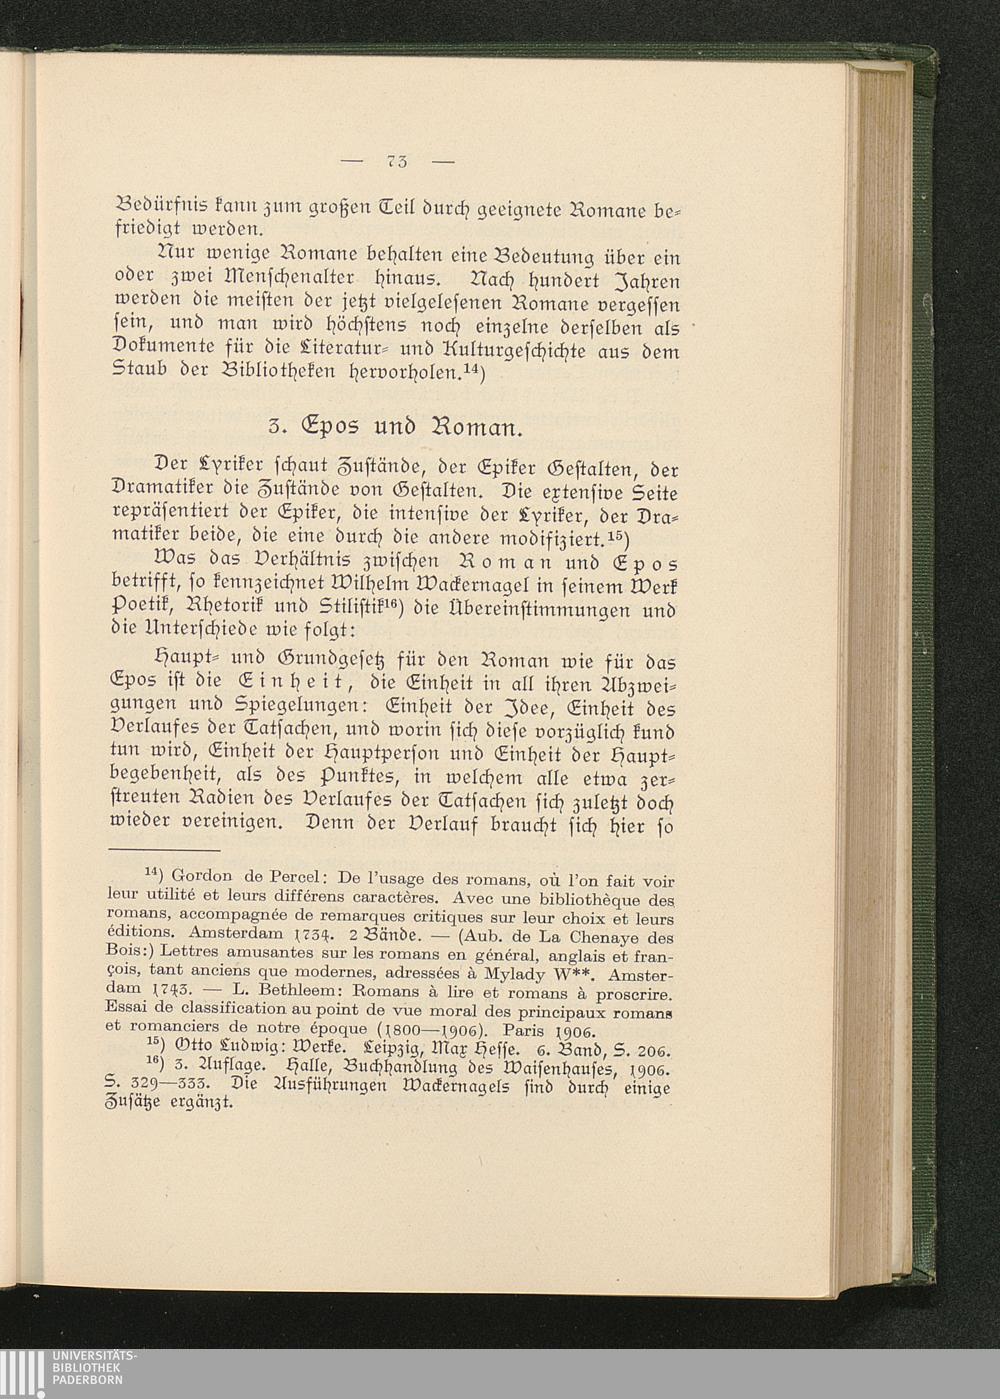 — 73 —
Bedürfnis kann zum großen Teil durch geeignete Romane be-
friedigt werden.
Nur wenige Romane behalten eine Bedeutung über ein
oder zwei Menschenalter hinaus. Nach hundert Jahren
werden die meisten der jetzt vielgelesenen Romane vergessen
sein, und man wird höchstens noch einzelne derselben als
Dokumente für die Literatur- und Kulturgeschichte aus dem
Staub der Bibliotheken hervorholen.¹⁴)
3. Epos und Roman.
Der Lyriker schaut Zustände, der Epiker Gestalten, der
Dramatiker die Zustände von Gestalten. Die extensive Seite
repräsentiert der Epiker, die intensive der Lyriker, der Dra-
matiker beide, die eine durch die andere modifiziert.¹⁵)
Was das Verhältnis zwischen Roman und Epos
betrifft, so kennzeichnet Wilhelm Wackernagel in seinem Werk
Poetik, Rhetorik und Stilistik¹⁶) die Übereinstimmungen und
die Unterschiede wie folgt:
Haupt- und Grundgesetz für den Roman wie für das
Epos ist die Einheit, die Einheit in all ihren Abzwei-
gungen und Spiegelungen: Einheit der Idee, Einheit des
Verlaufes der Tatsachen, und worin sich diese vorzüglich kund
tun wird, Einheit der Hauptperson und Einheit der Haupt-
begebenheit, als des Punktes, in welchem alle etwa zer-
streuten Radien des Verlaufes der Tatsachen sich zuletzt doch
wieder vereinigen. Denn der Verlauf braucht sich hier so
¹⁴) Gordon de Percel: De l'usage des romans, où l'on fait voir
leur utilité et leurs différens caractères. Avec une bibliothèque des
romans, accompagnée de remarques critiques sur leur choix et leurs
éditions. Amsterdam 1734. 2 Bände. — (Aub. de La Chenaye des
Bois:) Lettres amusantes sur les romans en général, anglais et fran-
çois, tant anciens que modernes, adressées à Mylady W**. Amster-
dam 1743. — L. Bethleem: Romans à lire et romans à proscrire.
Essai de classification au point de vue moral des principaux romans
et romanciers de notre époque (1800—1906). Paris 1906.
¹⁵) Otto Ludwig: Werke. Leipzig, Max Hesse. 6. Band, S. 206.
¹⁶) 3. Auflage. Halle, Buchhandlung des Waisenhauses, 1906.
S. 329—333. Die Ausführungen Wackernagels sind durch einige
Zusätze ergänzt.
UNIVERSITÄTS-
BIBLIOTHEK
PADERBORN